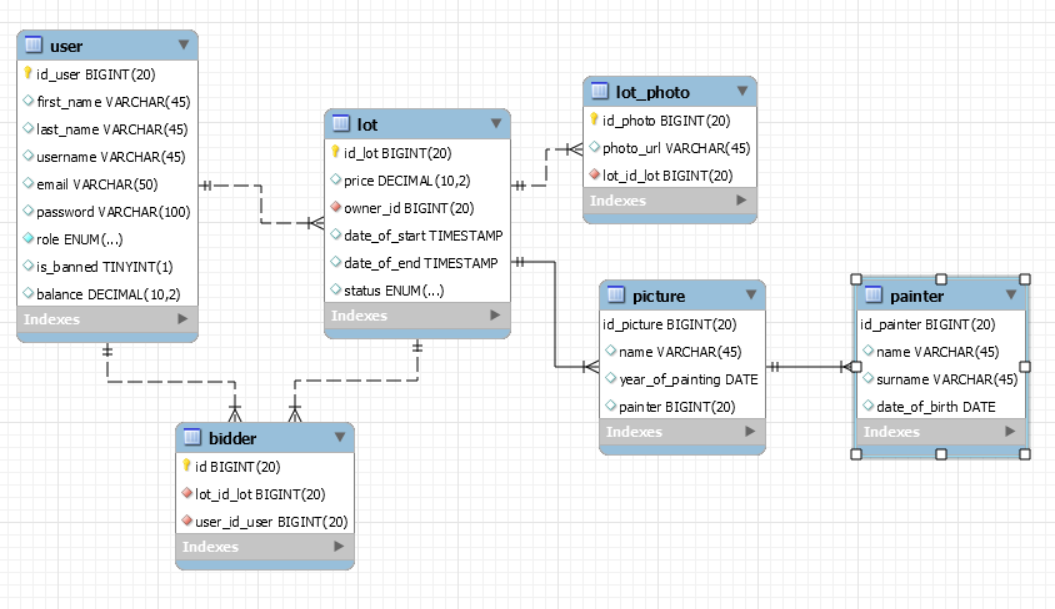 user
id_user BIGINT(20)
first_name VARCHAR(45)
last_name VARCHAR(45)
username VARCHAR(45)
email VARCHAR(50)
password VARCHAR(100)
role ENUM(...)
is_banned TINYINT(1)
balance DECIMAL(10,2)
Indexes
lot
id_lot BIGINT(20)
price DECIMAL(10,2)
owner_id BIGINT(20)
date_of_start TIMESTAMP
date_of_end TIMESTAMP
status ENUM(...)
Indexes
lot_photo
id_photo BIGINT(20)
photo_url VARCHAR(45)
lot_id_lot BIGINT(20)
Indexes
picture
id_picture BIGINT(20)
name VARCHAR(45)
year_of_painting DATE
painter BIGINT(20)
Indexes
painter
id_painter BIGINT(20)
name VARCHAR(45)
surname VARCHAR(45)
date_of_birth DATE
Indexes
bidder
id BIGINT(20)
lot_id_lot BIGINT(20)
user_id_user BIGINT(20)
Indexes